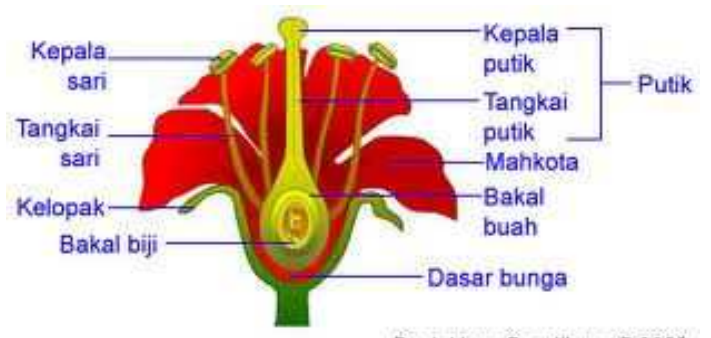 Kepala
sari
Tangkai
sari
Kelopak
Bakal biji
Kepala
putik
Tangkai
putik
Putik
Mahkota
Bakal
buah
Dasar bunga